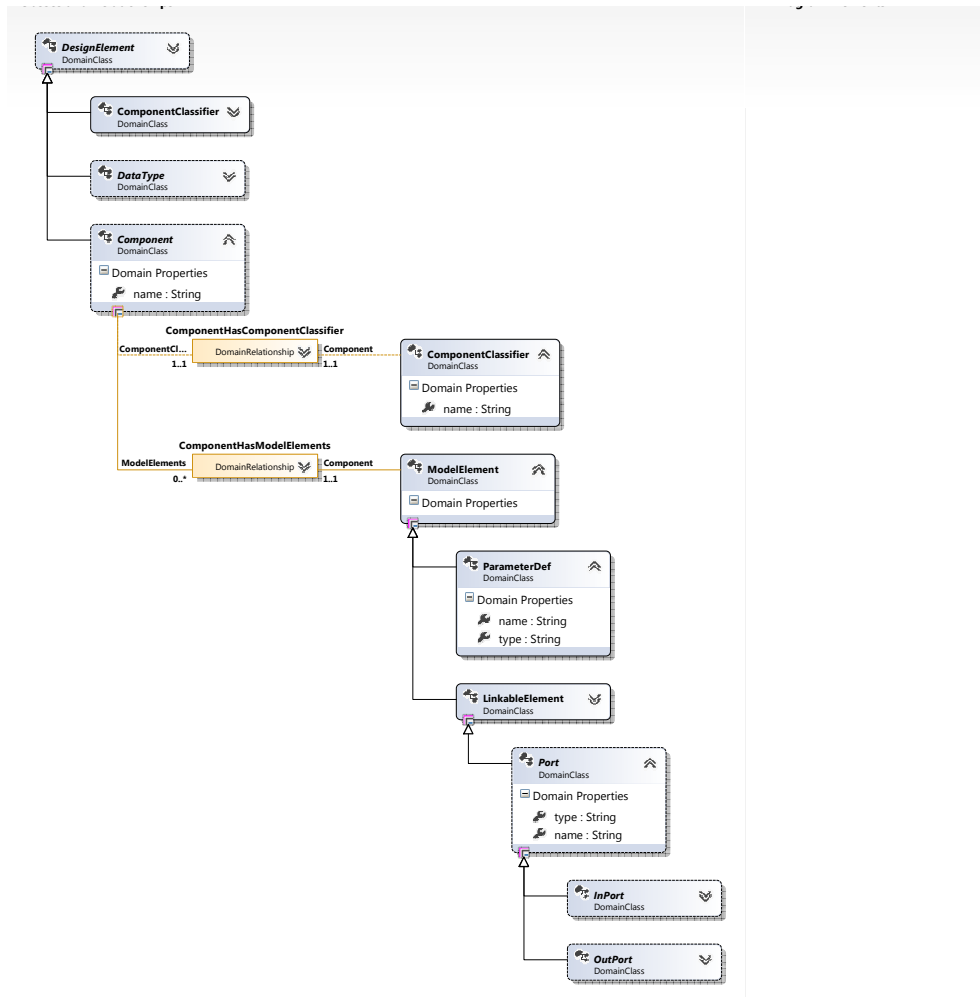 DesignElement
DomainClass
ComponentClassifier
DomainClass
DataType
DomainClass
Component
DomainClass
Domain Properties
name : String
ComponentHasComponentClassifier
ComponentCl... DomainRelationship Component
1..1 1..1
ComponentClassifier
DomainClass
Domain Properties
name : String
ComponentHasModelElements
ModelElements DomainRelationship Component
0..* 1..1
ModelElement
DomainClass
Domain Properties
ParameterDef
DomainClass
Domain Properties
name : String
type : String
LinkableElement
DomainClass
Port
DomainClass
Domain Properties
type : String
name : String
InPort
DomainClass
OutPort
DomainClass